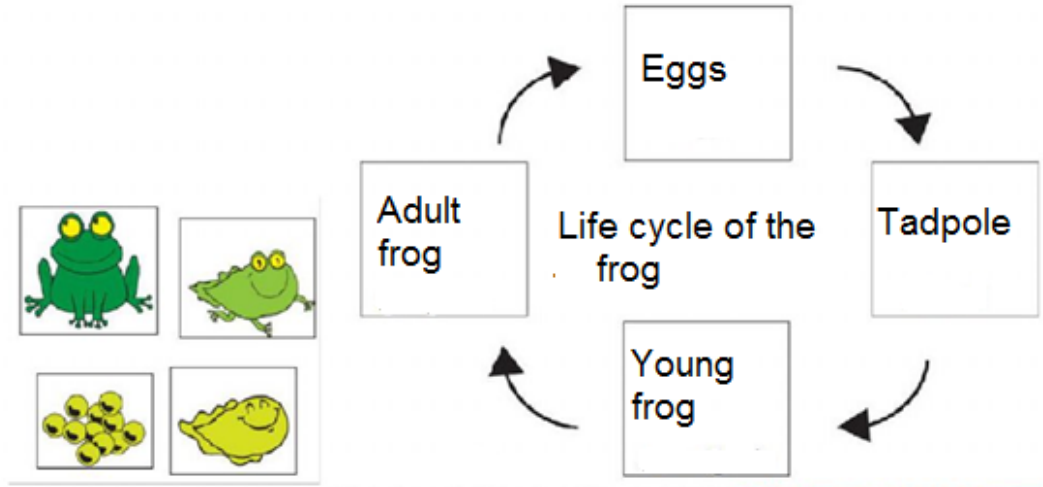 Eggs
Adult
frog
Life cycle of the
frog
Tadpole
Young
frog